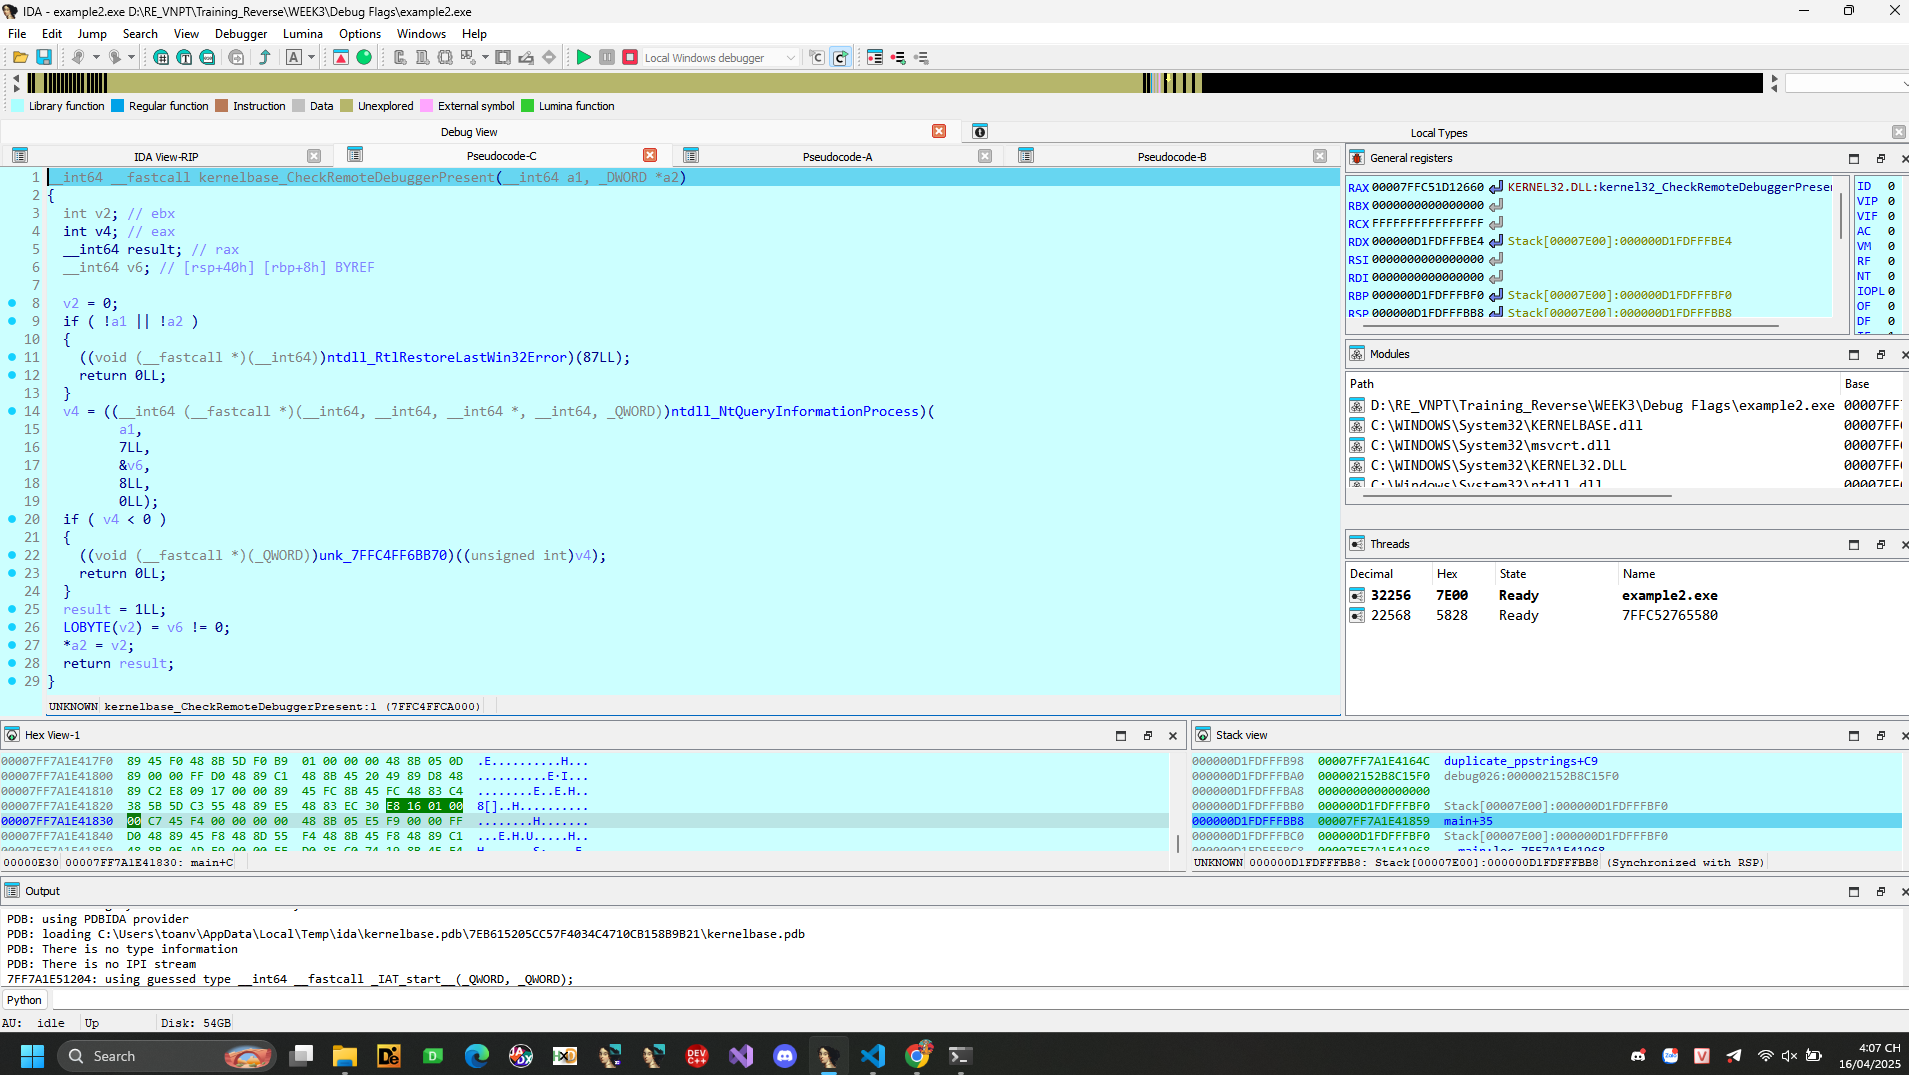 IDA - example2.exe D:\RE_VNPT\Training_Reverse\WEEK3\Debug Flags\example2.exe
File Edit Jump Search View Debugger Lumina Options Windows Help
Local Windows debugger
Library function Regular function Instruction Data Unexplored External symbol Lumina function
Debug View Local Types
IDA View-RIP Pseudocode-C Pseudocode-A Pseudocode-B
1 __int64 __fastcall kernelbase_CheckRemoteDebuggerPresent(__int64 a1, _DWORD *a2)
2 {
3 int v2; // ebx
4 int v4; // eax
5 __int64 result; // rax
6 __int64 v6; // [rsp+40h] [rbp+8h] BYREF
7
8 v2 = 0;
9 if ( !a1 || !a2 )
10 {
11 ((void (__fastcall *)(__int64))ntdll_RtlRestoreLastWin32Error)(87LL);
12 return 0LL;
13 }
14 v4 = ((__int64 (__fastcall *)(__int64, __int64, __int64 *, __int64, _QWORD))ntdll_NtQueryInformationProcess)(
15 a1,
16 7LL,
17 &v6,
18 8LL,
19 0LL);
20 if ( v4 < 0 )
21 {
22 ((void (__fastcall *)(_QWORD))unk_7FFC4FF6BB70)((unsigned int)v4);
23 return 0LL;
24 }
25 result = 1LL;
26 LOBYTE(v2) = v6 != 0;
27 *a2 = v2;
28 return result;
29 }
UNKNOWN kernelbase_CheckRemoteDebuggerPresent:1 (7FFC4FFCA000)
General registers
RAX 00007FFC51D12660 KERNEL32.DLL:kernel32_CheckRemoteDebuggerPreser
RBX 0000000000000000
RCX FFFFFFFFFFFFFFFF
RDX 000000D1FDFFFBE4 Stack[00007E00]:000000D1FDFFFBE4
RSI 0000000000000000
RDI 0000000000000000
RBP 000000D1FDFFFBF0 Stack[00007E00]:000000D1FDFFFBF0
RSP 000000D1FDFFFBB8 Stack[00007E00]:000000D1FDFFFBB8
ID 0
VIP 0
VIF 0
AC 0
VM 0
RF 0
NT 0
IOPL 0
OF 0
DF 0
Modules
Path Base
D:\RE_VNPT\Training_Reverse\WEEK3\Debug Flags\example2.exe 00007FF
C:\WINDOWS\System32\KERNELBASE.dll 00007FF
C:\WINDOWS\System32\msvcrt.dll 00007FF
C:\WINDOWS\System32\KERNEL32.DLL 00007FF
C:\Windows\System32\ntdll.dll 00007FF
Threads
Decimal Hex State Name
32256 7E00 Ready example2.exe
22568 5828 Ready 7FFC52765580
Hex View-1
00007FF7A1E417F0 89 45 F0 48 8B 5D F0 B9 01 00 00 00 48 8B 05 0D .E..........H...
00007FF7A1E41800 89 00 00 FF D0 48 89 C1 48 8B 45 20 49 89 D8 48 ..........E·I...
00007FF7A1E41810 89 C2 E8 09 17 00 00 89 45 FC 8B 45 FC 48 83 C4 ........E..E.H..
00007FF7A1E41820 38 5B 5D C3 55 48 89 E5 48 83 EC 30 E8 16 01 00 8[]..H..........
00007FF7A1E41830 00 C7 45 F4 00 00 00 00 48 8B 05 E5 F9 00 00 FF ........H.......
00007FF7A1E41840 D0 48 89 45 F8 48 8D 55 F4 48 8B 45 F8 48 89 C1 ...E.H.U.....H..
00000E30 00007FF7A1E41830: main+C
Stack view
000000D1FDFFFB98 00007FF7A1E4164C duplicate_ppstrings+C9
000000D1FDFFFBA0 000002152B8C15F0 debug026:000002152B8C15F0
000000D1FDFFFBA8 0000000000000000
000000D1FDFFFBB0 000000D1FDFFFBF0 Stack[00007E00]:000000D1FDFFFBF0
000000D1FDFFFBB8 00007FF7A1E41859 main+35
000000D1FDFFFBC0 000000D1FDFFFBF0 Stack[00007E00]:000000D1FDFFFBF0
UNKNOWN 000000D1FDFFFBB8: Stack[00007E00]:000000D1FDFFFBB8 (Synchronized with RSP)
Output
PDB: using PDBIDA provider
PDB: loading C:\Users\toanv\AppData\Local\Temp\ida\kernelbase.pdb\7EB615205CC57F4034C4710CB158B9B21\kernelbase.pdb
PDB: There is no type information
PDB: There is no IPI stream
7FF7A1E51204: using guessed type __int64 __fastcall _IAT_start__(_QWORD, _QWORD);
Python
AU: idle Up Disk: 54GB
Search
4:07 CH
16/04/2025